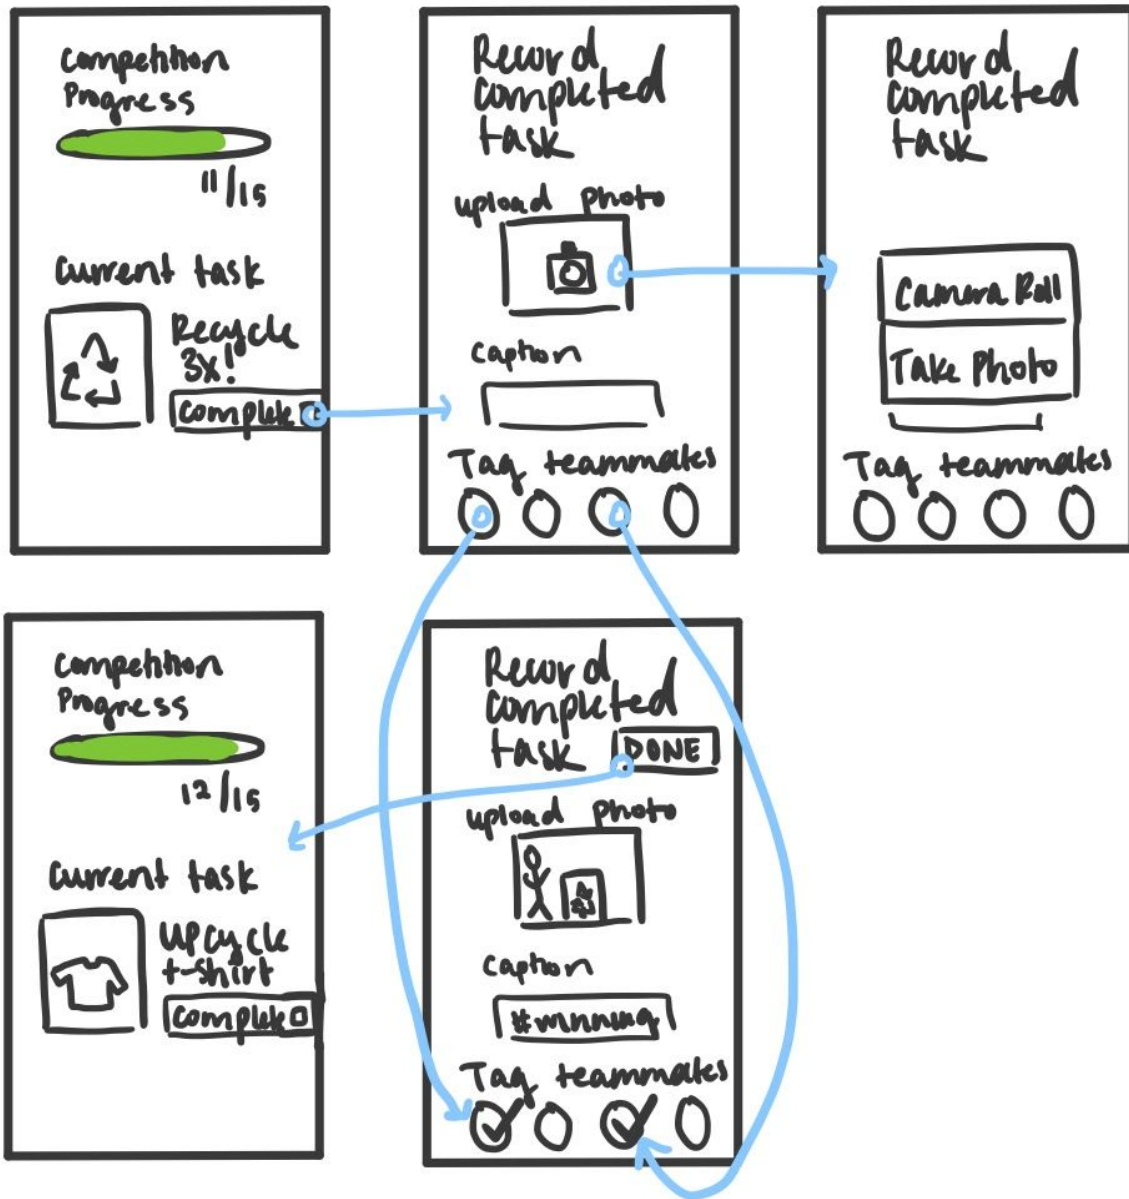 Competition
Progress
11/15
Current task
Recycle
3x!
Complete
Record
completed
task
upload photo
Caption
Tag teammates
Record
completed
task
Camera Roll
Take Photo
Tag teammates
Competition
Progress
12/15
Current task
UPcycle
t-shirt
Complete
Record
completed
task
DONE
upload photo
Caption
#winning
Tag teammates